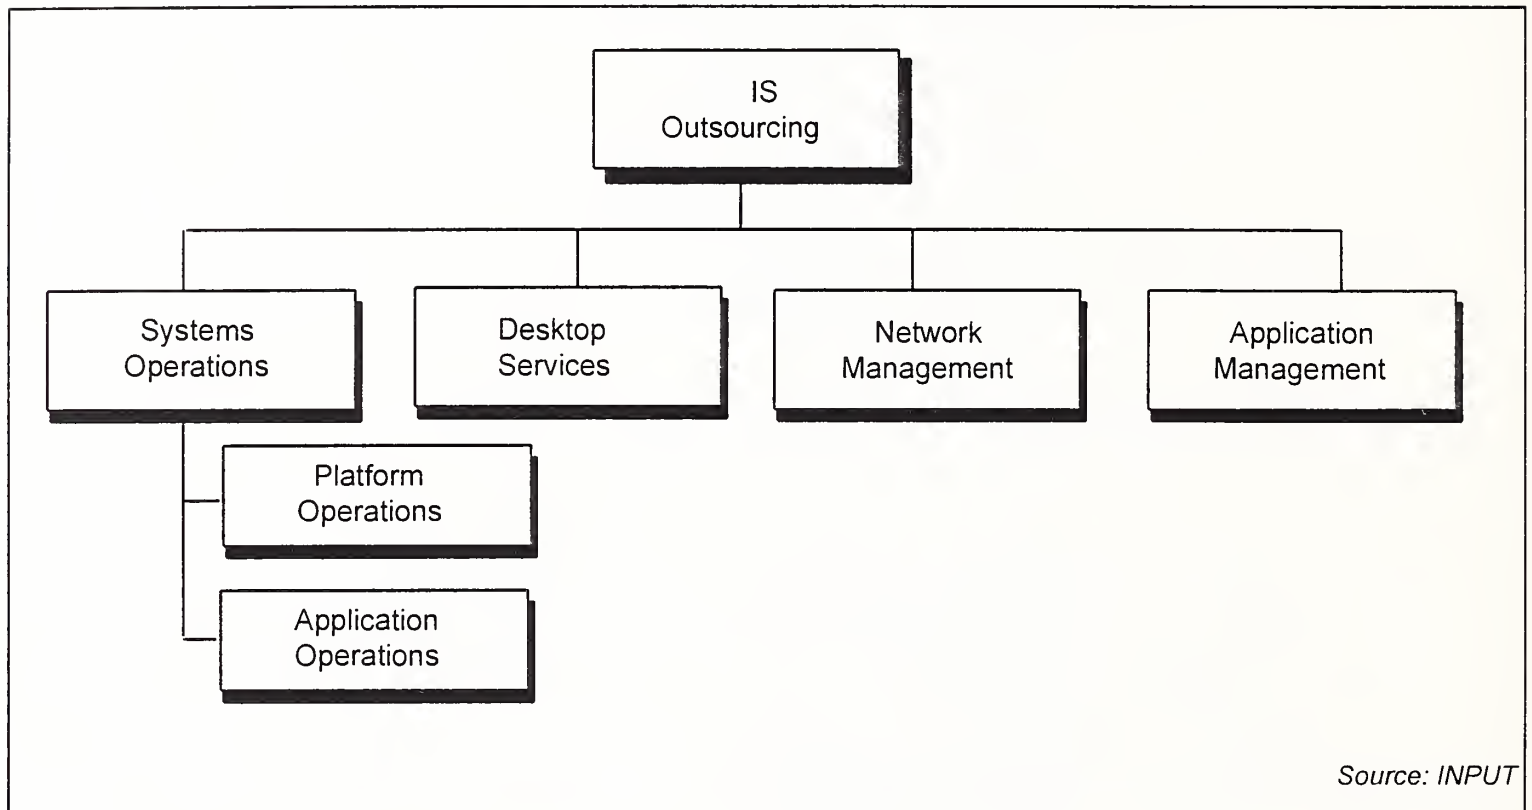 IS
Outsourcing
Systems
Operations
Desktop
Services
Network
Management
Application
Management
Platform
Operations
Application
Operations
Source: INPUT